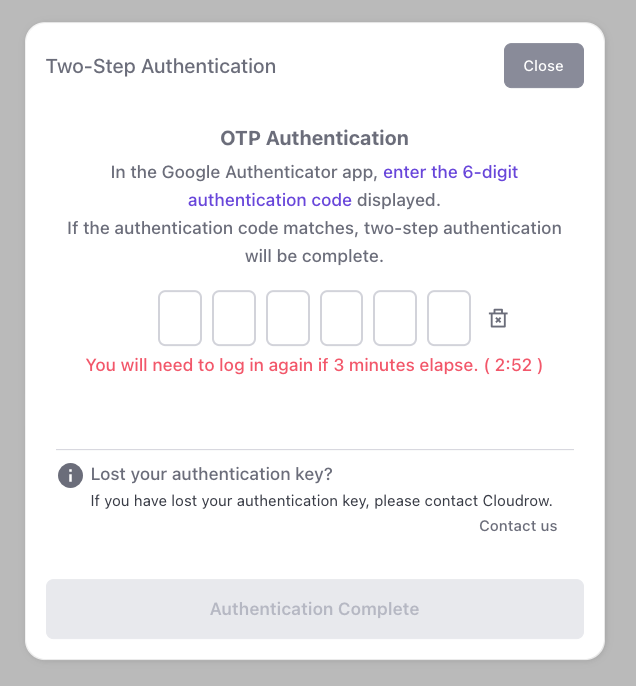 Two-Step Authentication
Close
OTP Authentication
In the Google Authenticator app, enter the 6-digit
authentication code displayed.
If the authentication code matches, two-step authentication
will be complete.
You will need to log in again if 3 minutes elapse. ( 2:52 )
Lost your authentication key?
If you have lost your authentication key, please contact Cloudrow.
Contact us
Authentication Complete